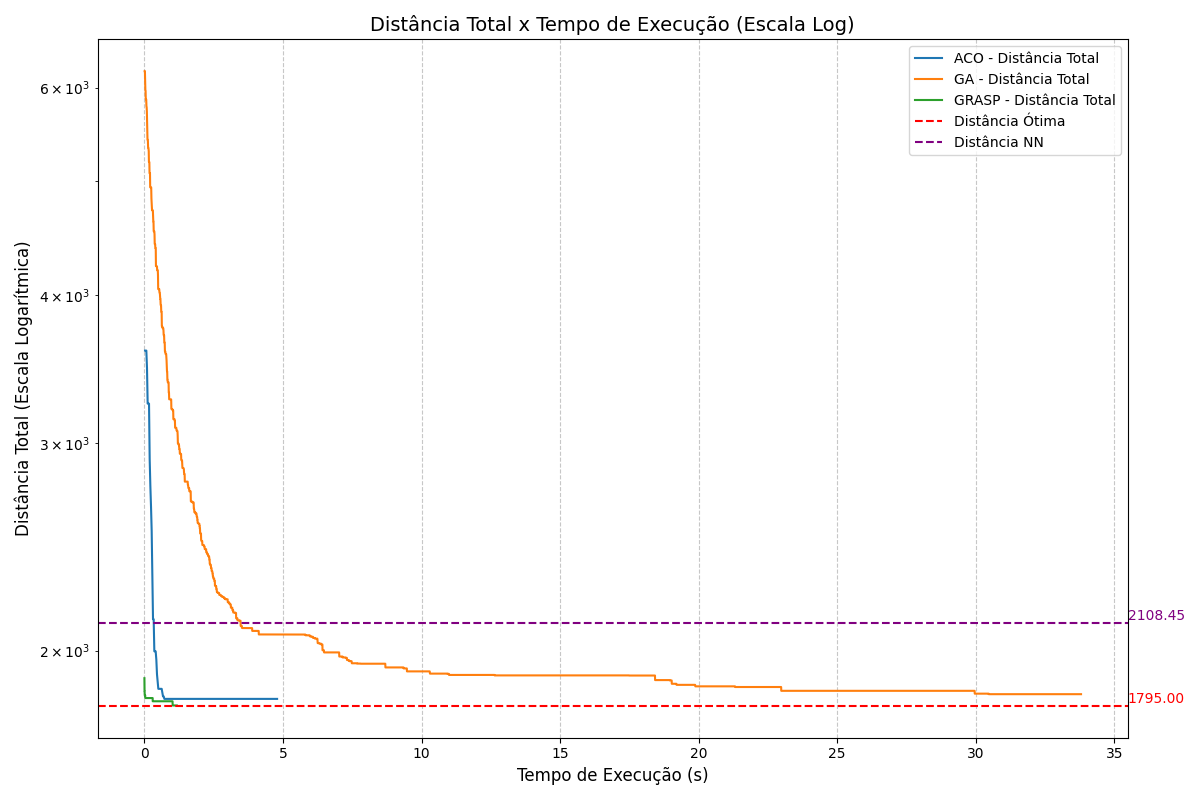 Distância Total x Tempo de Execução (Escala Log)
ACO - Distância Total
GA - Distância Total
GRASP - Distância Total
Distância Ótima
Distância NN
Distância Total (Escala Logarítmica)
6 × 10³
4 × 10³
3 × 10³
2 × 10³
2108.45
1795.00
0 5 10 15 20 25 30 35
Tempo de Execução (s)